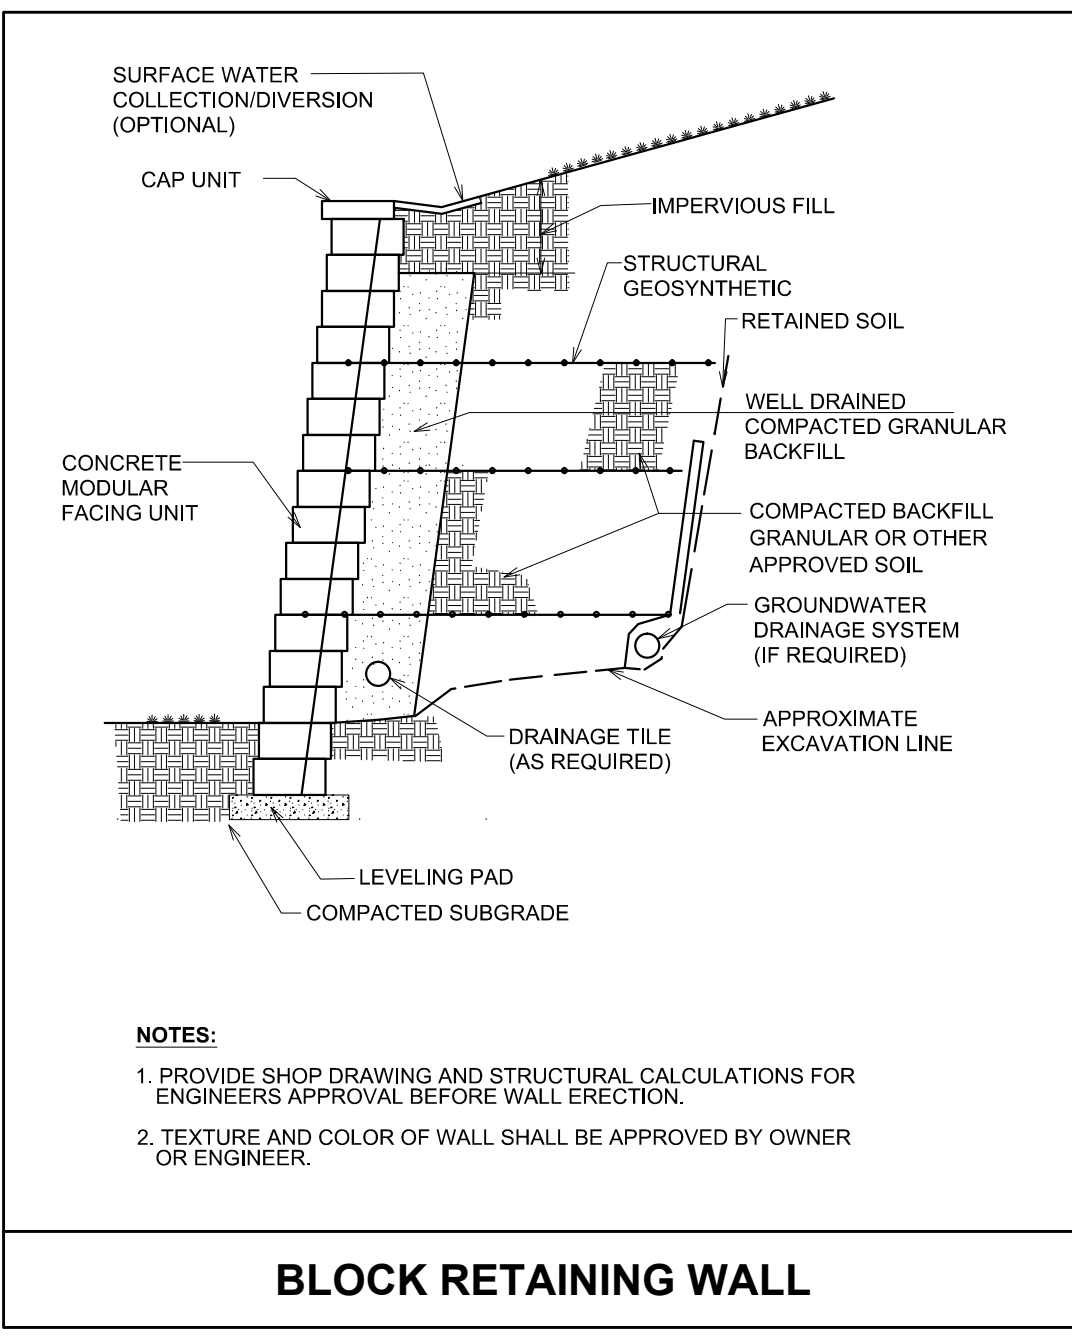 SURFACE WATER
COLLECTION/DIVERSION
(OPTIONAL)
CAP UNIT
IMPERVIOUS FILL
STRUCTURAL
GEOSYNTHETIC
RETAINED SOIL
WELL DRAINED
COMPACTED GRANULAR
BACKFILL
CONCRETE
MODULAR
FACING UNIT
COMPACTED BACKFILL
GRANULAR OR OTHER
APPROVED SOIL
GROUNDWATER
DRAINAGE SYSTEM
(IF REQUIRED)
APPROXIMATE
EXCAVATION LINE
DRAINAGE TILE
(AS REQUIRED)
LEVELING PAD
COMPACTED SUBGRADE
NOTES:
1. PROVIDE SHOP DRAWING AND STRUCTURAL CALCULATIONS FOR
ENGINEERS APPROVAL BEFORE WALL ERECTION.
2. TEXTURE AND COLOR OF WALL SHALL BE APPROVED BY OWNER
OR ENGINEER.
BLOCK RETAINING WALL